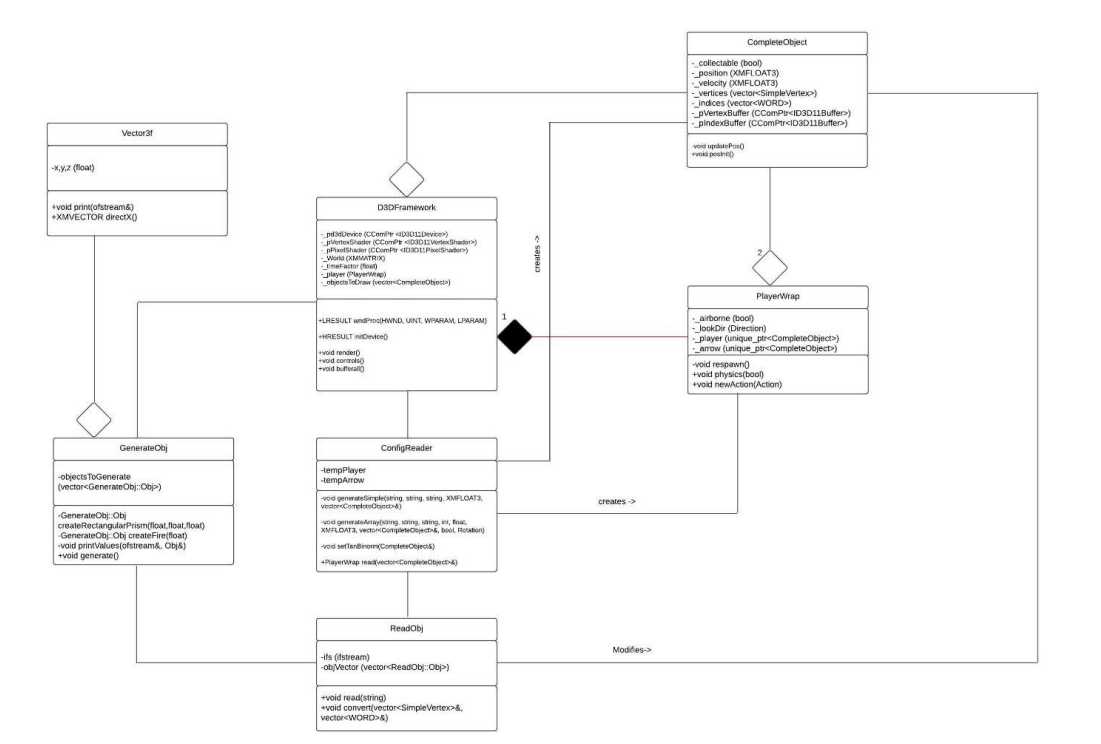 CompleteObject
-_collectable (bool)
-_position (XMFLOAT3)
-_velocity (XMFLOAT3)
-_vertices (vector<SimpleVertex>)
-_indices (vector<WORD>)
-_pVertexBuffer (CComPtr<ID3D11Buffer>)
-_pIndexBuffer (CComPtr<ID3D11Buffer>)
-void updatePos()
+void posInit()
Vector3f
-x,y,z (float)
+void print(ofstream&)
+XMVECTOR directX()
D3DFramework
-_pd3dDevice (CComPtr <ID3D11Device>)
-_pVertexShader (CComPtr <ID3D11VertexShader>)
-_pPixelShader (CComPtr <ID3D11PixelShader>)
-_World (XMMATRIX)
-_timeFactor (float)
-_player (PlayerWrap)
-_objectsToDraw (vector<CompleteObject>)
+LRESULT wndProc(HWND, UINT, WPARAM, LPARAM)
+HRESULT initDevice()
+void render()
+void controls()
+void bufferall()
creates ->
1
2
PlayerWrap
-_airborne (bool)
-_lookDir (Direction)
-_player (unique_ptr<CompleteObject>)
-_arrow (unique_ptr<CompleteObject>)
-void respawn()
+void physics(bool)
+void newAction(Action)
GenerateObj
-objectsToGenerate
(vector<GenerateObj::Obj>)
-GenerateObj::Obj
createRectangularPrism(float,float,float)
-GenerateObj::Obj createFire(float)
-void printValues(ofstream&, Obj&)
+void generate()
ConfigReader
-tempPlayer
-tempArrow
-void generateSimple(string, string, string, XMFLOAT3,
vector<CompleteObject>&)
-void generateArray(string, string, string, int, float,
XMFLOAT3, vector<CompleteObject>&, bool, Rotation)
-void setTanBinorm(CompleteObject&)
+PlayerWrap read(vector<CompleteObject>&)
creates ->
ReadObj
-ifs (ifstream)
-objVector (vector<ReadObj::Obj>)
+void read(string)
+void convert(vector<SimpleVertex>&,
vector<WORD>&)
Modifies->